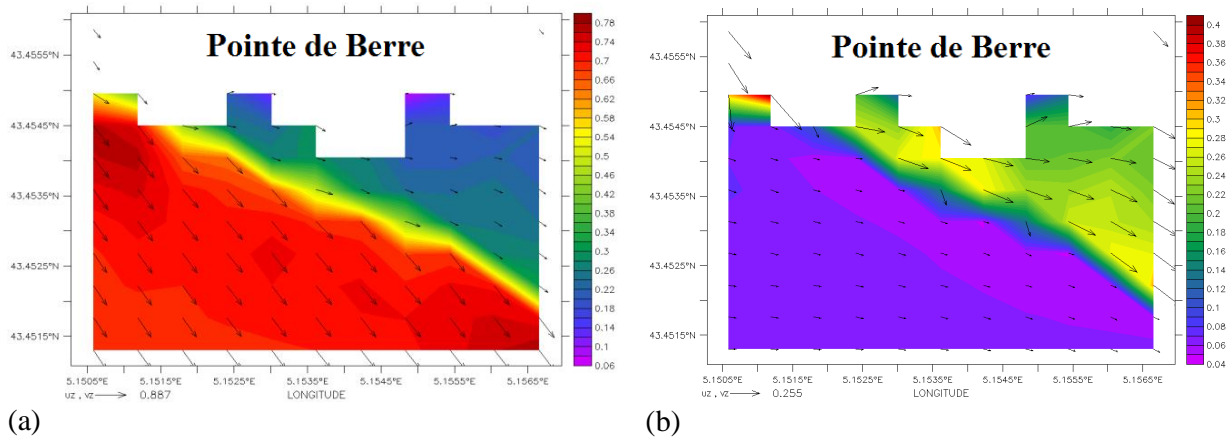 Pointe de Berre
43.4555°N
43.4545°N
43.4535°N
43.4525°N
43.4515°N
5.1505°E 5.1515°E 5.1525°E 5.1535°E 5.1545°E 5.1555°E 5.1565°E
uz,vz 0.887 LONGITUDE
0.78
0.74
0.7
0.66
0.62
0.58
0.54
0.5
0.46
0.42
0.38
0.34
0.3
0.26
0.22
0.18
0.14
0.1
0.06
(a)
Pointe de Berre
43.4555°N
43.4545°N
43.4535°N
43.4525°N
43.4515°N
5.1505°E 5.1515°E 5.1525°E 5.1535°E 5.1545°E 5.1555°E 5.1565°E
uz,vz 0.255 LONGITUDE
0.4
0.38
0.36
0.34
0.32
0.3
0.28
0.26
0.24
0.22
0.2
0.18
0.16
0.14
0.12
0.1
0.08
0.06
0.04
(b)